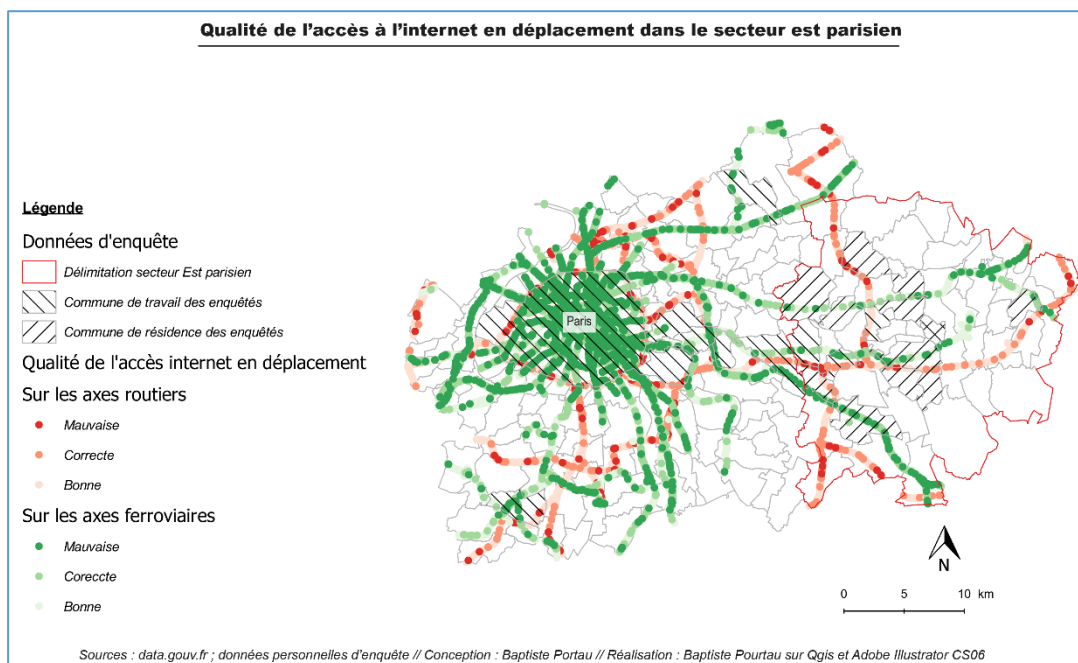 Qualité de l'accès à l'internet en déplacement dans le secteur est parisien
Légende
Données d'enquête
Délimitation secteur Est parisien
Commune de travail des enquêtés
Commune de résidence des enquêtés
Qualité de l'accès internet en déplacement
Sur les axes routiers
Mauvaise
Correcte
Bonne
Sur les axes ferroviaires
Mauvaise
Coreccte
Bonne
Paris
N
0 5 10 km
Sources : data.gouv.fr ; données personnelles d'enquête // Conception : Baptiste Portau // Réalisation : Baptiste Pourtau sur Qgis et Adobe Illustrator CS06